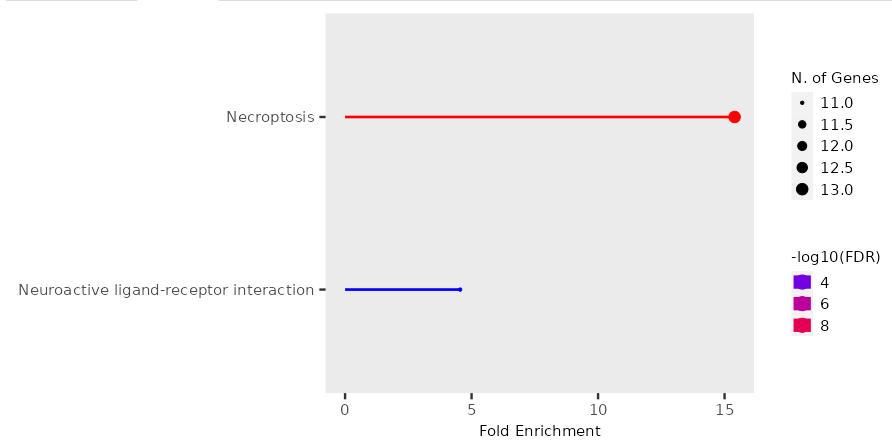 Necroptosis
Neuroactive ligand-receptor interaction
0 5 10 15
Fold Enrichment
N. of Genes
11.0
11.5
12.0
12.5
13.0
-log10(FDR)
4
6
8